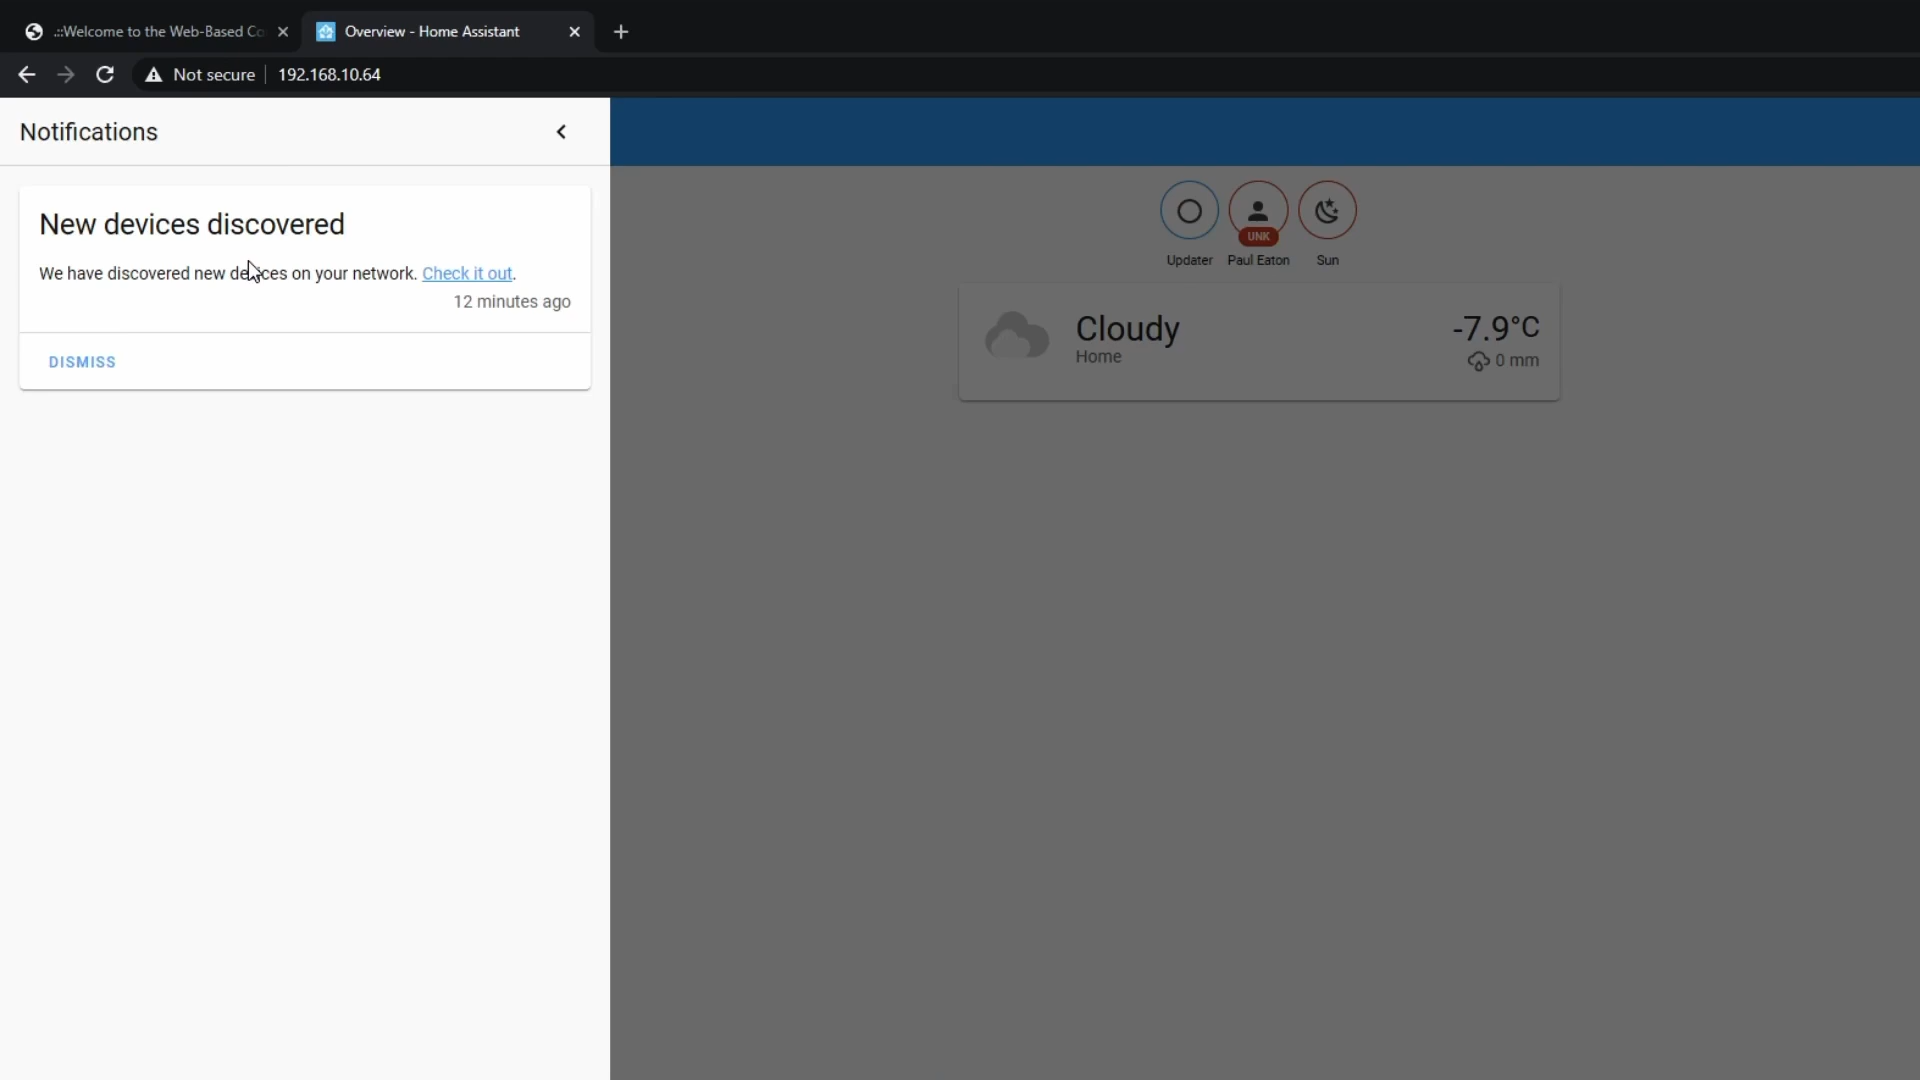 .::Welcome to the Web-Based Co
Overview - Home Assistant
Not secure
192.168.10.64
Notifications
New devices discovered
We have discovered new devices on your network. Check it out.
12 minutes ago
DISMISS
UNK
Updater
Paul Eaton
Sun
Cloudy
-7.9°C
Home
0 mm